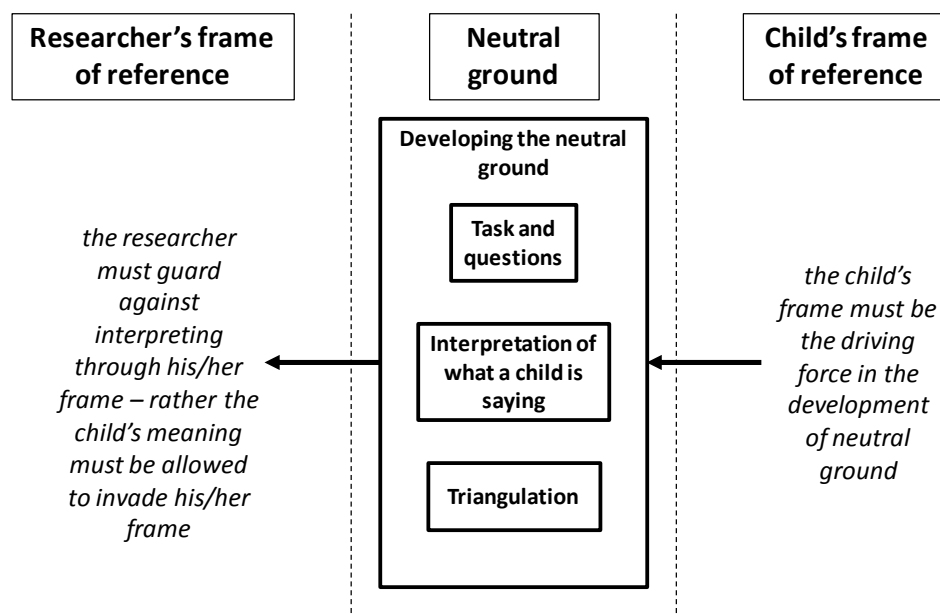 Researcher's frame
of reference
Neutral
ground
Child's frame
of reference
Developing the neutral
ground
Task and
questions
Interpretation of
what a child is
saying
Triangulation
the researcher
must guard
against
interpreting
through his/her
frame – rather the
child's meaning
must be allowed
to invade his/her
frame
the child's
frame must be
the driving
force in the
development
of neutral
ground